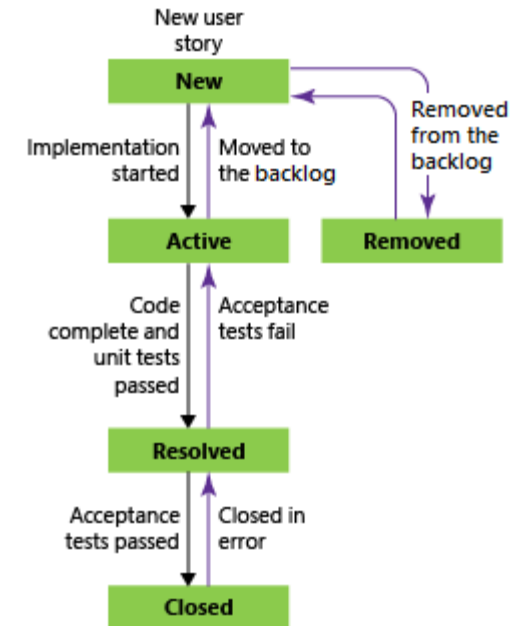 New user
story
New
Removed
from the
backlog
Implementation
started
Moved to
the backlog
Active
Removed
Code
complete and
unit tests
passed
Acceptance
tests fail
Resolved
Acceptance
tests passed
Closed in
error
Closed